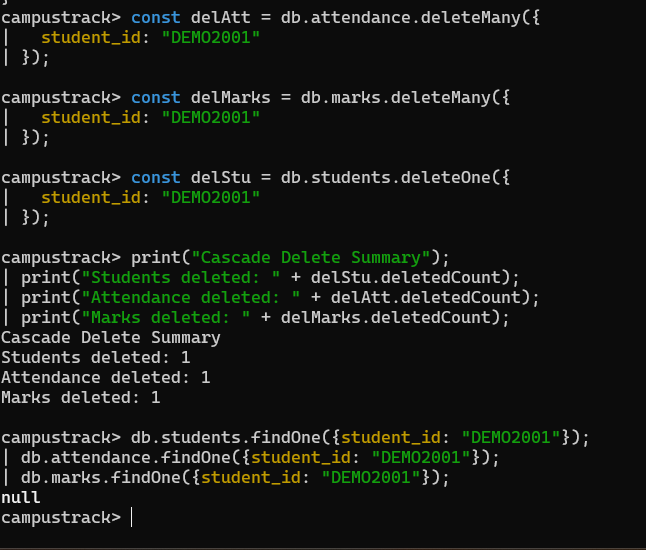 campustrack> const delAtt = db.attendance.deleteMany({
|   student_id: "DEMO2001"
| });
campustrack> const delMarks = db.marks.deleteMany({
|   student_id: "DEMO2001"
| });
campustrack> const delStu = db.students.deleteOne({
|   student_id: "DEMO2001"
| });
campustrack> print("Cascade Delete Summary");
| print("Students deleted: " + delStu.deletedCount);
| print("Attendance deleted: " + delAtt.deletedCount);
| print("Marks deleted: " + delMarks.deletedCount);
Cascade Delete Summary
Students deleted: 1
Attendance deleted: 1
Marks deleted: 1
campustrack> db.students.findOne({student_id: "DEMO2001"});
| db.attendance.findOne({student_id: "DEMO2001"});
| db.marks.findOne({student_id: "DEMO2001"});
null
campustrack>